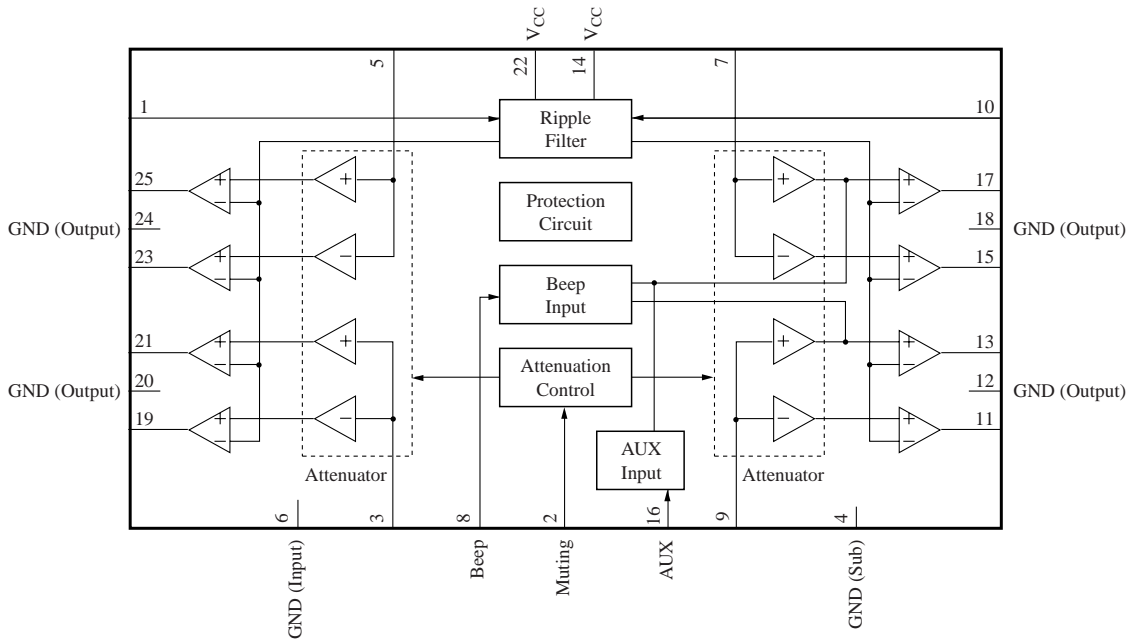 VCC
VCC
5
22
14
7
1
Ripple
Filter
10
25
+
−
+
+
+
−
17
GND (Output)
24
Protection
Circuit
18
GND (Output)
23
+
−
−
−
+
−
15
Beep
Input
21
+
−
+
+
+
−
13
GND (Output)
20
Attenuation
Control
12
GND (Output)
19
+
−
−
−
+
−
11
AUX
Input
Attenuator
Attenuator
6
3
8
2
16
9
4
GND (Input)
Beep
Muting
AUX
GND (Sub)